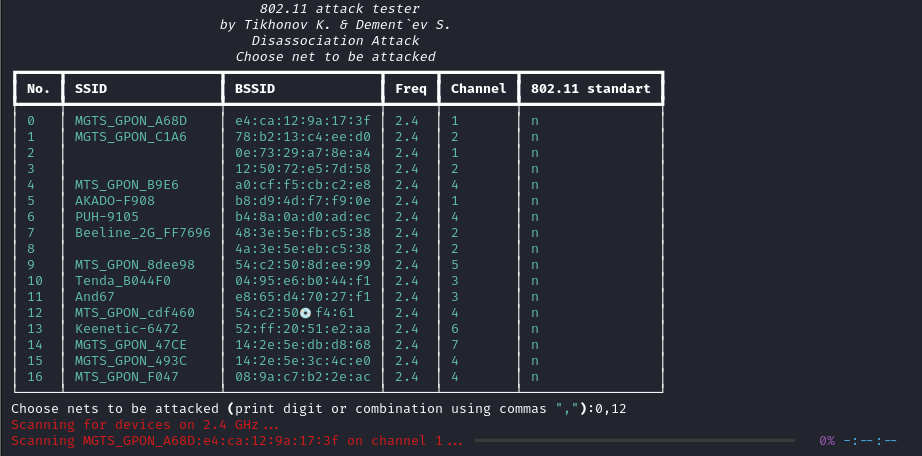 802.11 attack tester
by Tikhonov K. & Dement`ev S.
Disassociation Attack
Choose net to be attacked
No. SSID BSSID Freq Channel 802.11 standart
0 MGTS_GPON_A68D e4:ca:12:9a:17:3f 2.4 1 n
1 MGTS_GPON_C1A6 78:b2:13:c4:ee:d0 2.4 2 n
2 0e:73:29:a7:8e:a4 2.4 1 n
3 12:50:72:e5:7d:58 2.4 2 n
4 MTS_GPON_B9E6 a0:cf:f5:cb:c2:e8 2.4 4 n
5 AKADO-F908 b8:d9:4d:f7:f9:0e 2.4 1 n
6 PUH-9105 b4:8a:0a:d0:ad:ec 2.4 4 n
7 Beeline_2G_FF7696 48:3e:5e:fb:c5:38 2.4 2 n
8 4a:3e:5e:eb:c5:38 2.4 2 n
9 MTS_GPON_8dee98 54:c2:50:8d:ee:99 2.4 5 n
10 Tenda_B044F0 04:95:e6:b0:44:f1 2.4 3 n
11 And67 e8:65:d4:70:27:f1 2.4 3 n
12 MTS_GPON_cdf460 54:c2:50💿f4:61 2.4 4 n
13 Keenetic-6472 52:ff:20:51:e2:aa 2.4 6 n
14 MGTS_GPON_47CE 14:2e:5e:db:d8:68 2.4 7 n
15 MGTS_GPON_493C 14:2e:5e:3c:4c:e0 2.4 4 n
16 MTS_GPON_F047 08:9a:c7:b2:2e:ac 2.4 4 n
Choose nets to be attacked (print digit or combination using commas ","):0,12
Scanning for devices on 2.4 GHz...
Scanning MGTS_GPON_A68D:e4:ca:12:9a:17:3f on channel 1... 0% -:--:--